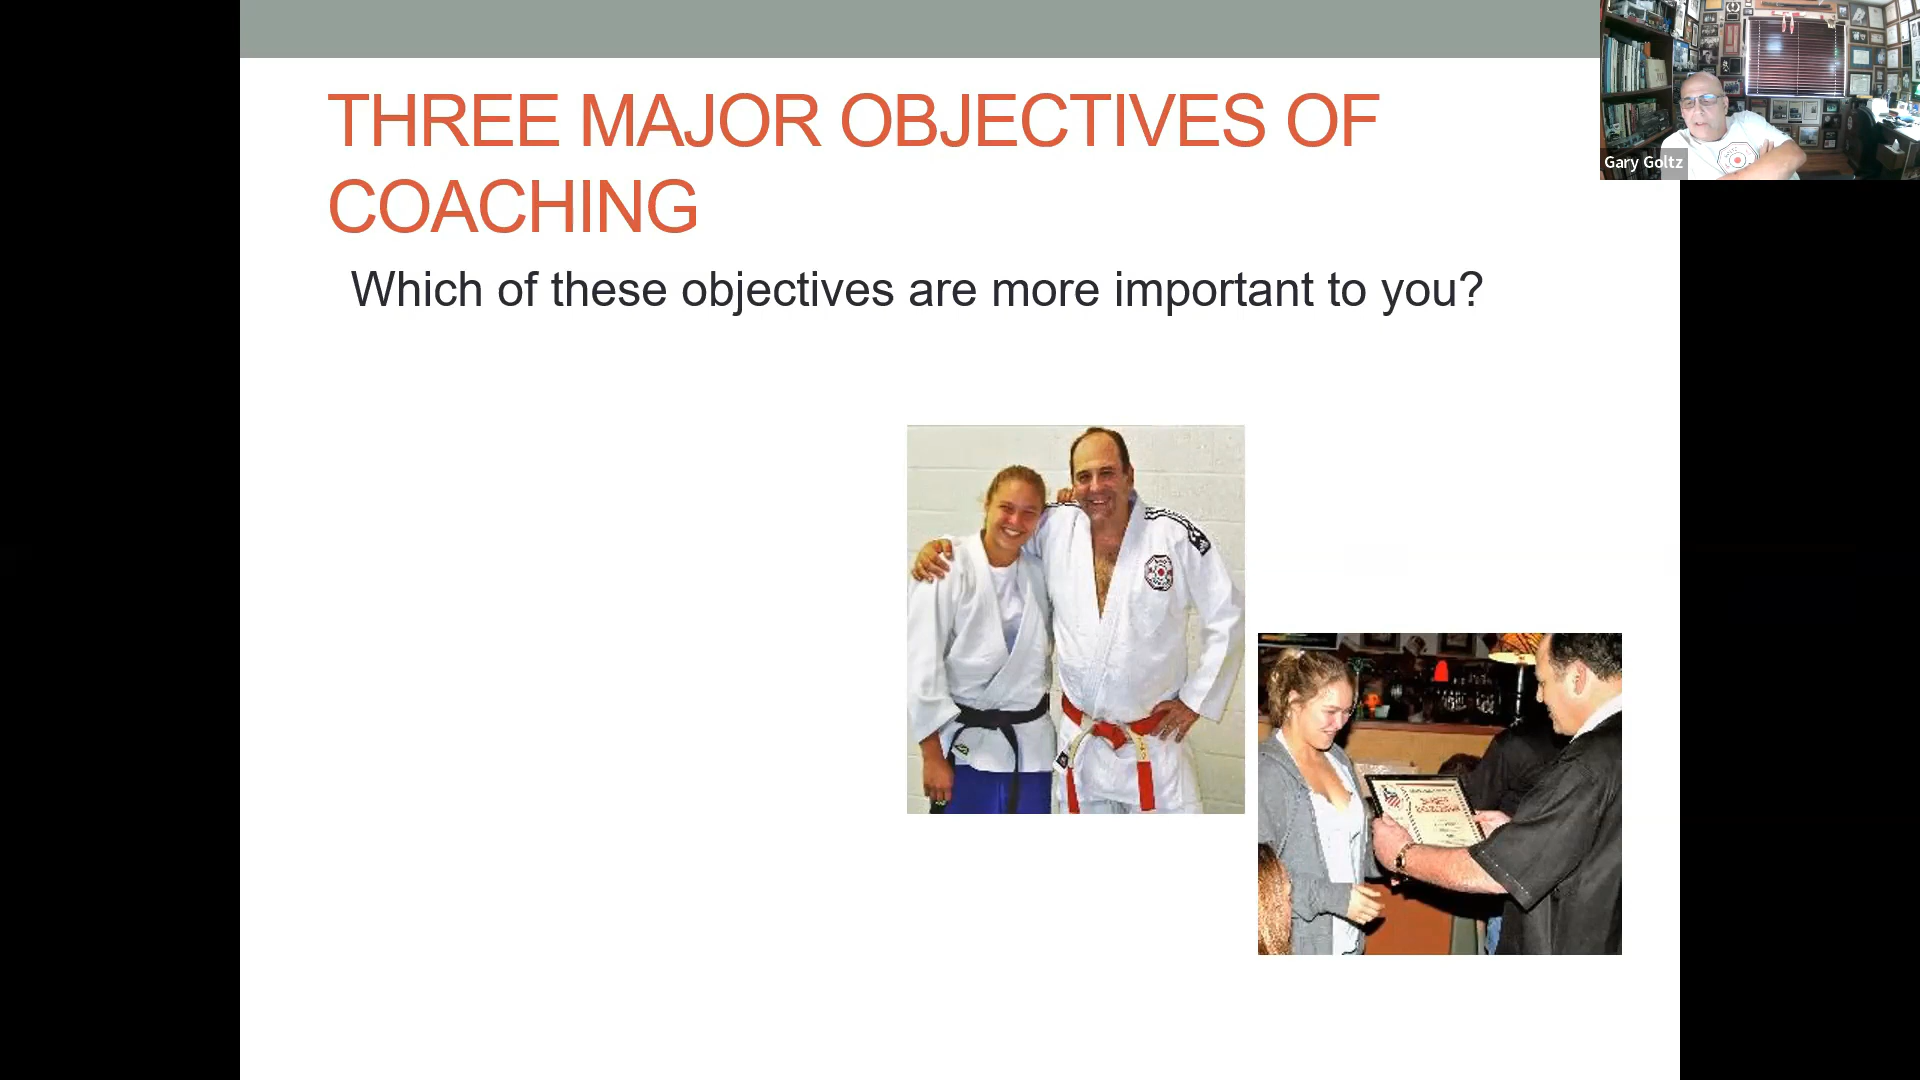 THREE MAJOR OBJECTIVES OF
COACHING
Which of these objectives are more important to you?
Gary Goltz